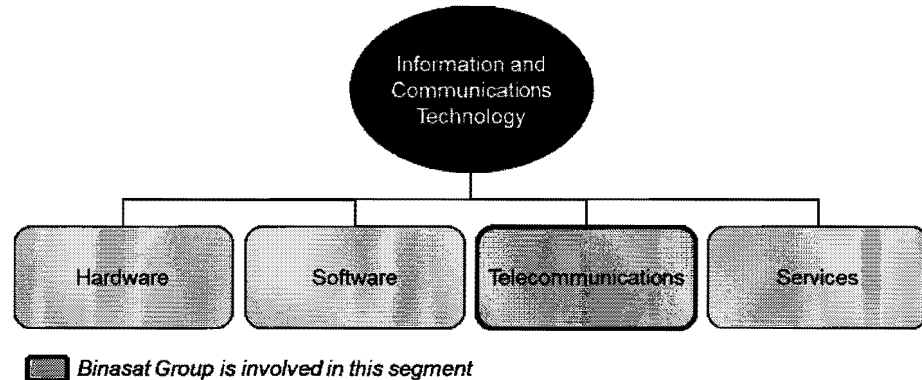 Information and
Communications
Technology
Hardware
Software
Telecommunications
Services
Binasat Group is involved in this segment